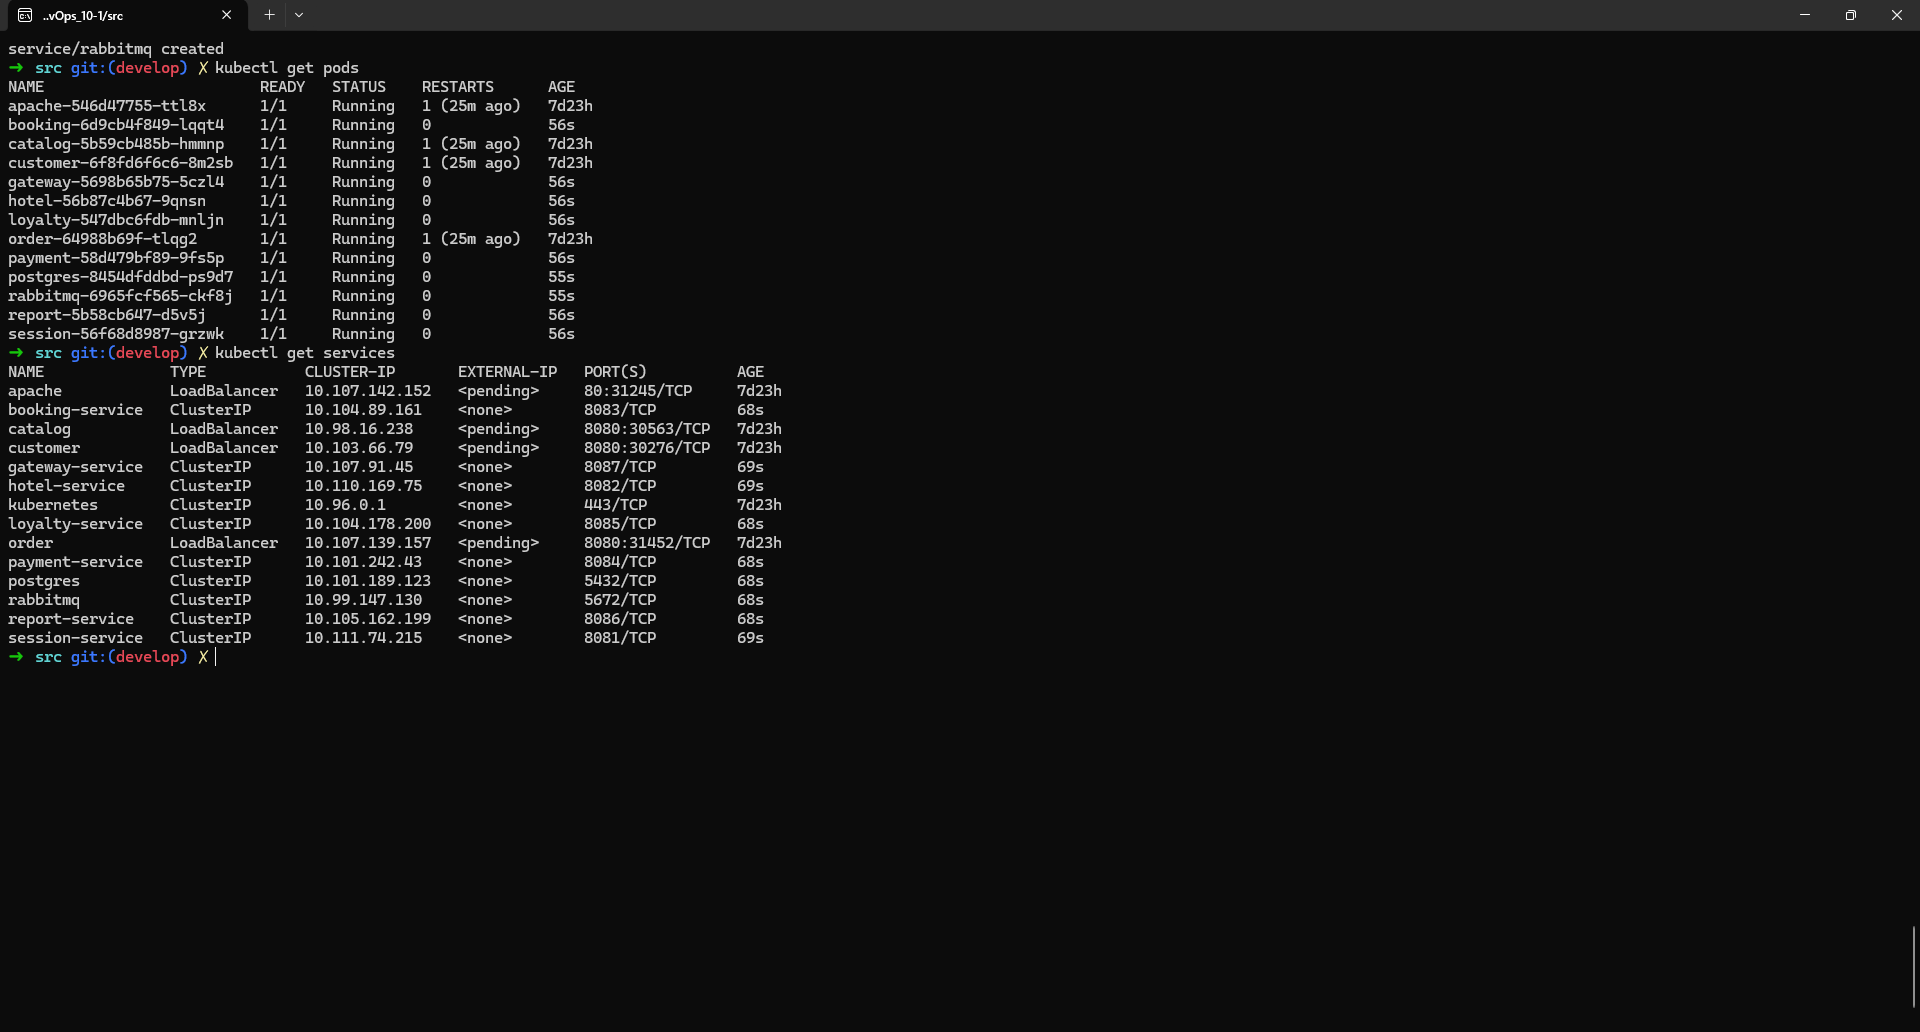 ..vOps_10-1/src
service/rabbitmq created
➜ src git:(develop) ✗ kubectl get pods
NAME READY STATUS RESTARTS AGE
apache-546d47755-ttl8x 1/1 Running 1 (25m ago) 7d23h
booking-6d9cb4f849-lqqt4 1/1 Running 0 56s
catalog-5b59cb485b-hmmnp 1/1 Running 1 (25m ago) 7d23h
customer-6f8fd6f6c6-8m2sb 1/1 Running 1 (25m ago) 7d23h
gateway-5698b65b75-5czl4 1/1 Running 0 56s
hotel-56b87c4b67-9qnsn 1/1 Running 0 56s
loyalty-547dbc6fdb-mnljn 1/1 Running 0 56s
order-64988b69f-tlqg2 1/1 Running 1 (25m ago) 7d23h
payment-58d479bf89-9fs5p 1/1 Running 0 56s
postgres-8454dfddbd-ps9d7 1/1 Running 0 55s
rabbitmq-6965fcf565-ckf8j 1/1 Running 0 55s
report-5b58cb647-d5v5j 1/1 Running 0 56s
session-56f68d8987-grzwk 1/1 Running 0 56s
➜ src git:(develop) ✗ kubectl get services
NAME TYPE CLUSTER-IP EXTERNAL-IP PORT(S) AGE
apache LoadBalancer 10.107.142.152 <pending> 80:31245/TCP 7d23h
booking-service ClusterIP 10.104.89.161 <none> 8083/TCP 68s
catalog LoadBalancer 10.98.16.238 <pending> 8080:30563/TCP 7d23h
customer LoadBalancer 10.103.66.79 <pending> 8080:30276/TCP 7d23h
gateway-service ClusterIP 10.107.91.45 <none> 8087/TCP 69s
hotel-service ClusterIP 10.110.169.75 <none> 8082/TCP 69s
kubernetes ClusterIP 10.96.0.1 <none> 443/TCP 7d23h
loyalty-service ClusterIP 10.104.178.200 <none> 8085/TCP 68s
order LoadBalancer 10.107.139.157 <pending> 8080:31452/TCP 7d23h
payment-service ClusterIP 10.101.242.43 <none> 8084/TCP 68s
postgres ClusterIP 10.101.189.123 <none> 5432/TCP 68s
rabbitmq ClusterIP 10.99.147.130 <none> 5672/TCP 68s
report-service ClusterIP 10.105.162.199 <none> 8086/TCP 68s
session-service ClusterIP 10.111.74.215 <none> 8081/TCP 69s
➜ src git:(develop) ✗